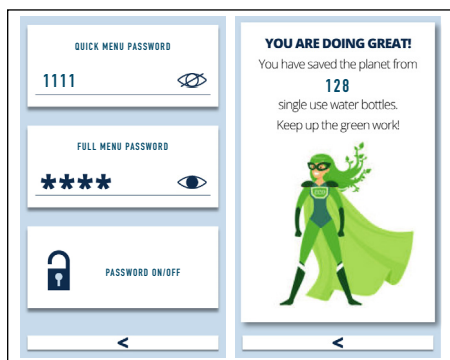 QUICK MENU PASSWORD
1111
FULL MENU PASSWORD
****
PASSWORD ON/OFF
<
YOU ARE DOING GREAT!
You have saved the planet from
128
single use water bottles.
Keep up the green work!
<